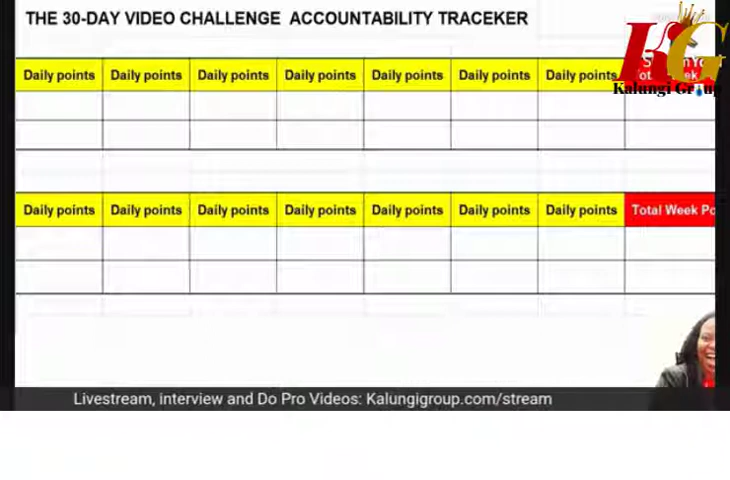 THE 30-DAY VIDEO CHALLENGE ACCOUNTABILITY TRACEKER
Daily points Daily points Daily points Daily points Daily points Daily points Daily points
KG
Kalungi Group
Daily points Daily points Daily points Daily points Daily points Daily points Daily points Total Week Po
Livestream, interview and Do Pro Videos: Kalungigroup.com/stream